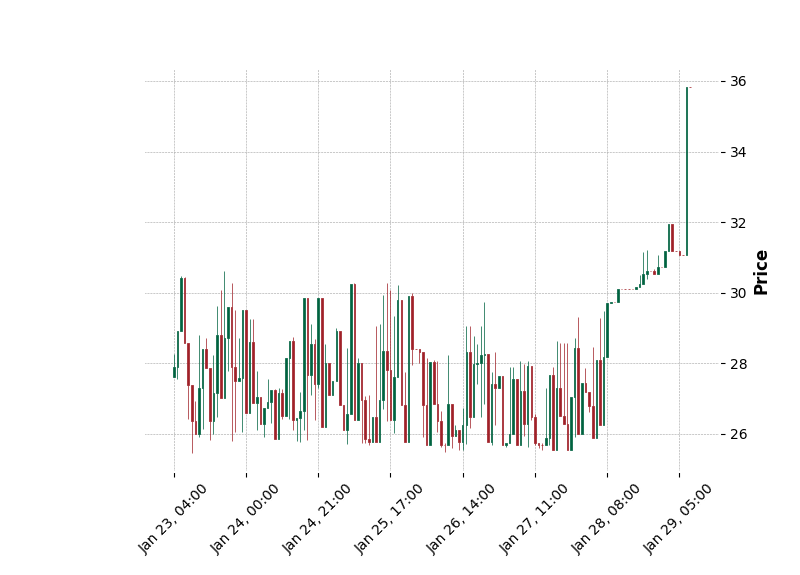 36
34
32
30
28
26
Price
Jan 23, 04:00
Jan 24, 00:00
Jan 24, 21:00
Jan 25, 17:00
Jan 26, 14:00
Jan 27, 11:00
Jan 28, 08:00
Jan 29, 05:00